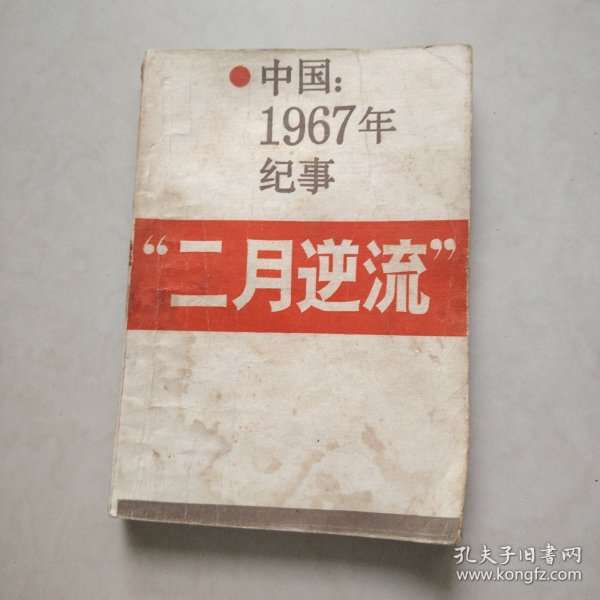 中国：
1967年
纪事
“二月逆流”
孔夫子旧書网
www.kongfz.com